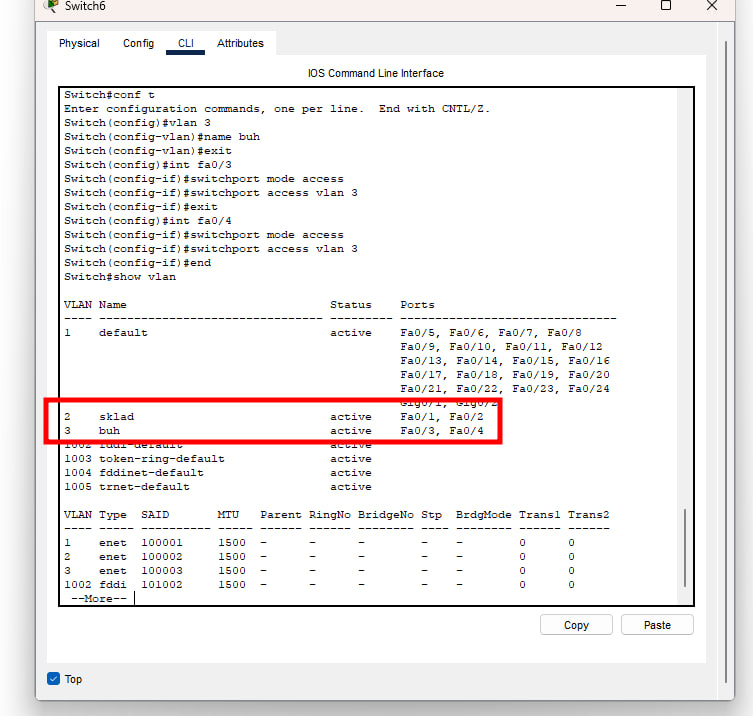 Switch6
Physical Config CLI Attributes
IOS Command Line Interface
Switch#conf t
Enter configuration commands, one per line.  End with CNTL/Z.
Switch(config)#vlan 3
Switch(config-vlan)#name buh
Switch(config-vlan)#exit
Switch(config)#int fa0/3
Switch(config-if)#switchport mode access
Switch(config-if)#switchport access vlan 3
Switch(config-if)#exit
Switch(config)#int fa0/4
Switch(config-if)#switchport mode access
Switch(config-if)#switchport access vlan 3
Switch(config-if)#end
Switch#show vlan
VLAN Name                             Status    Ports
---- -------------------------------- --------- -------------------------------
1    default                          active    Fa0/5, Fa0/6, Fa0/7, Fa0/8
Fa0/9, Fa0/10, Fa0/11, Fa0/12
Fa0/13, Fa0/14, Fa0/15, Fa0/16
Fa0/17, Fa0/18, Fa0/19, Fa0/20
Fa0/21, Fa0/22, Fa0/23, Fa0/24
Gig0/1, Gig0/2
2    sklad                            active    Fa0/1, Fa0/2
3    buh                              active    Fa0/3, Fa0/4
1002 fddi-default                     active
1003 token-ring-default               active
1004 fddinet-default                  active
1005 trnet-default                    active
VLAN Type  SAID       MTU   Parent RingNo BridgeNo Stp  BrdgMode Trans1 Trans2
---- ----- ---------- ----- ------ ------ -------- ---- -------- ------ ------
1    enet  100001     1500  -      -      -        -    -        0      0
2    enet  100002     1500  -      -      -        -    -        0      0
3    enet  100003     1500  -      -      -        -    -        0      0
1002 fddi  101002     1500  -      -      -        -    -        0      0
--More--
Copy Paste
Top